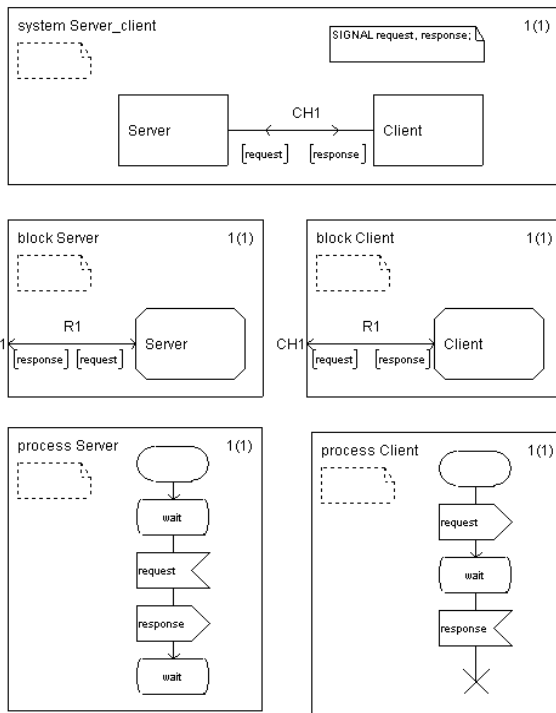 system Server_client
1(1)
SIGNAL request, response;
Server
CH1
Client
[request]
[response]
block Server
1(1)
R1
Server
[response]
[request]
block Client
1(1)
CH1
R1
Client
[request]
[response]
process Server
1(1)
wait
request
response
wait
process Client
1(1)
request
wait
response